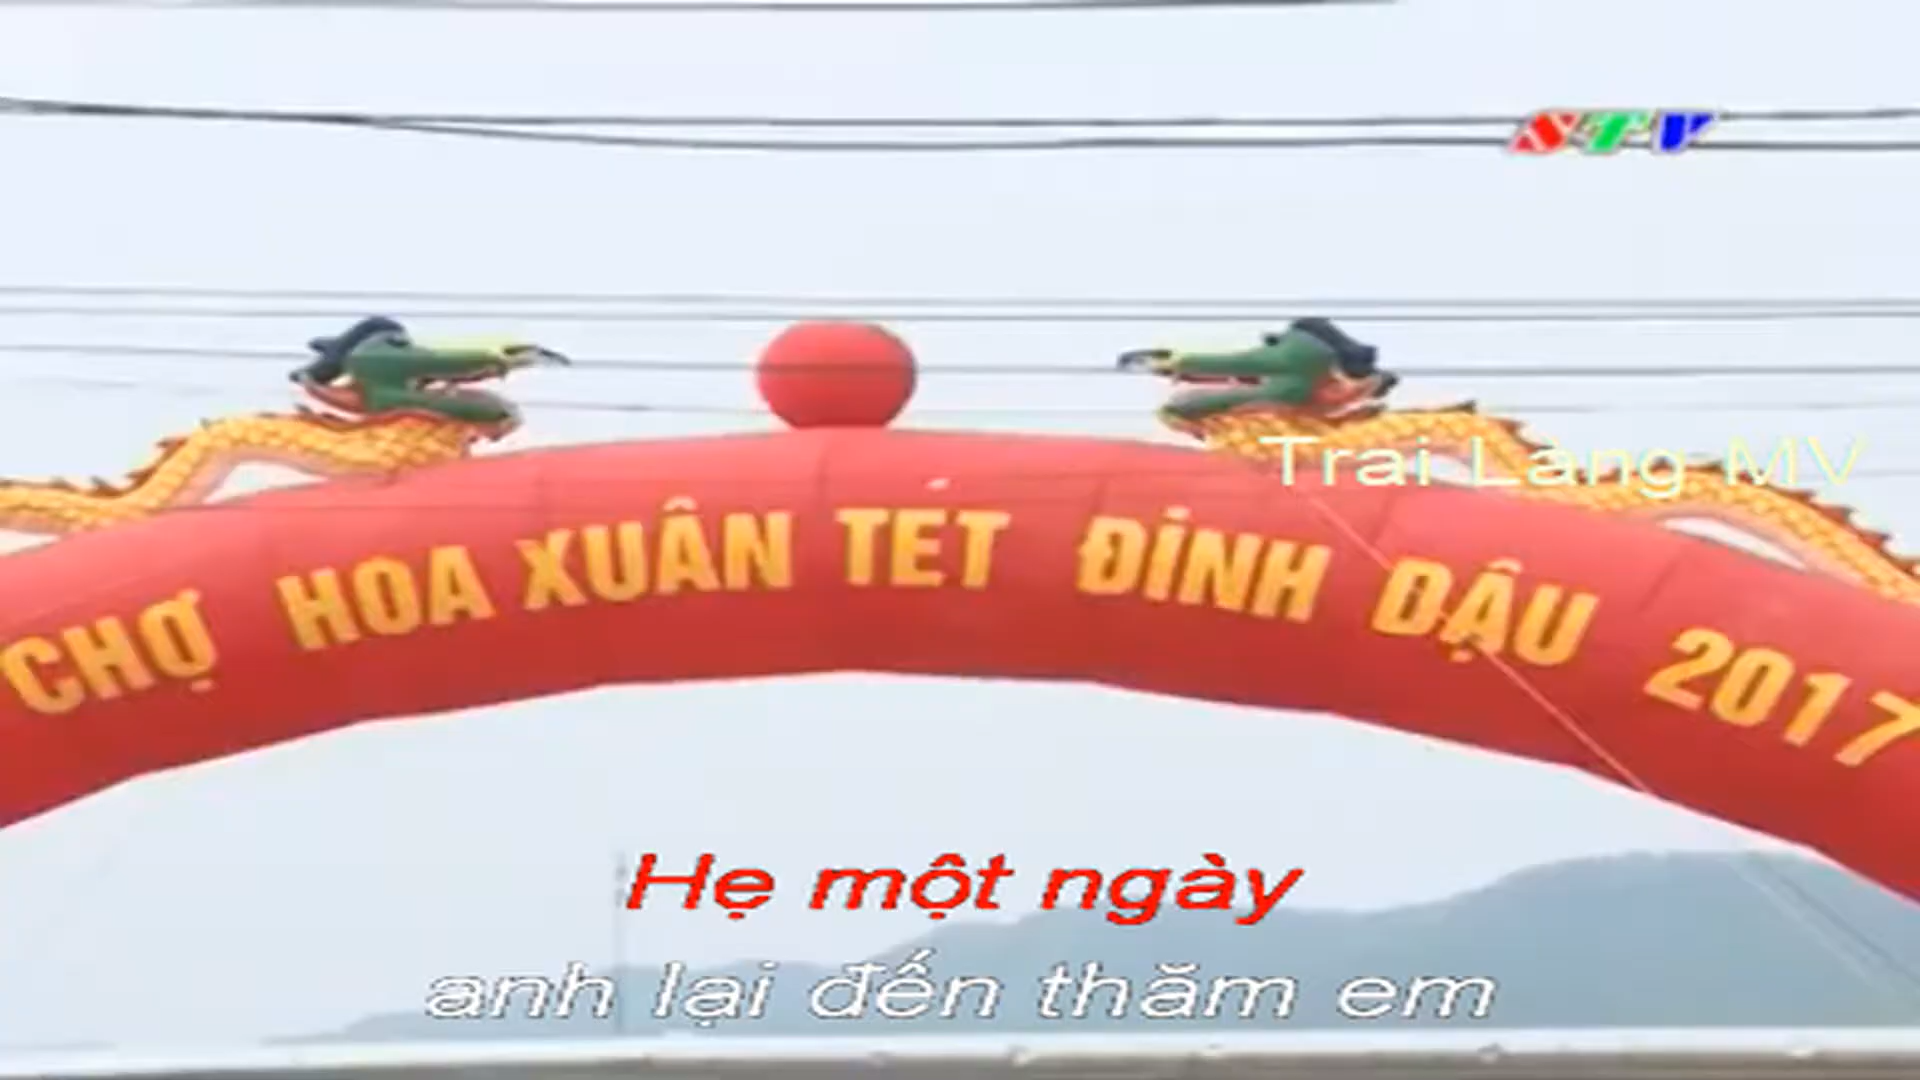 STV
Trai Làng MV
CHỢ HOA XUÂN TẾT ĐINH DẬU 2017
Hẹ một ngày
anh lại đến thăm em